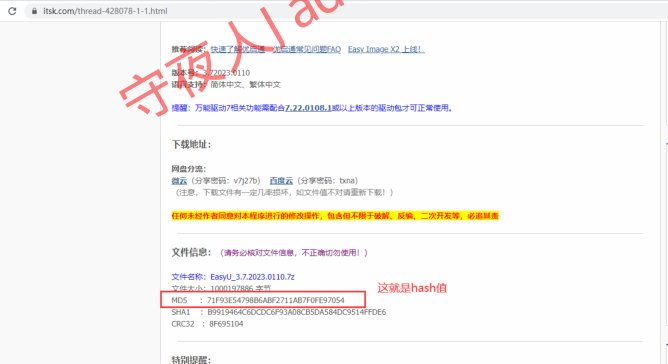 itsk.com/thread-428078-1-1.html
守夜人J ad
推荐阅读：快速了解优启通 优启通常见问题FAQ Easy Image X2 上线！
版本号：3.72023.0110
语言支持：简体中文、繁体中文
提醒：万能驱动7相关功能需配合7.22.0108.1或以上版本的驱动包才可正常使用。
下载地址：
网盘分流：
微云（分享密码：v7j27b） 百度云（分享密码：txna）
（注意，下载文件有一定几率损坏，如文件值不对请重新下载！）
任何未经作者同意对本程序进行的修改操作，包含但不限于破解、反编、二次开发等，必追其责
文件信息：（请务必核对文件信息，不正确切勿使用！）
文件名称：EasyU_3.7.2023.0110.7z
文件大小：1000197886 字节
MD5 ：71F93E54798B6ABF2711AB7F0FE97054
这就是hash值
SHA1 ：B9919464C6DCDC6F93A08CB5DA584DC9514FFDE6
CRC32 ：8F695104
特别提醒：